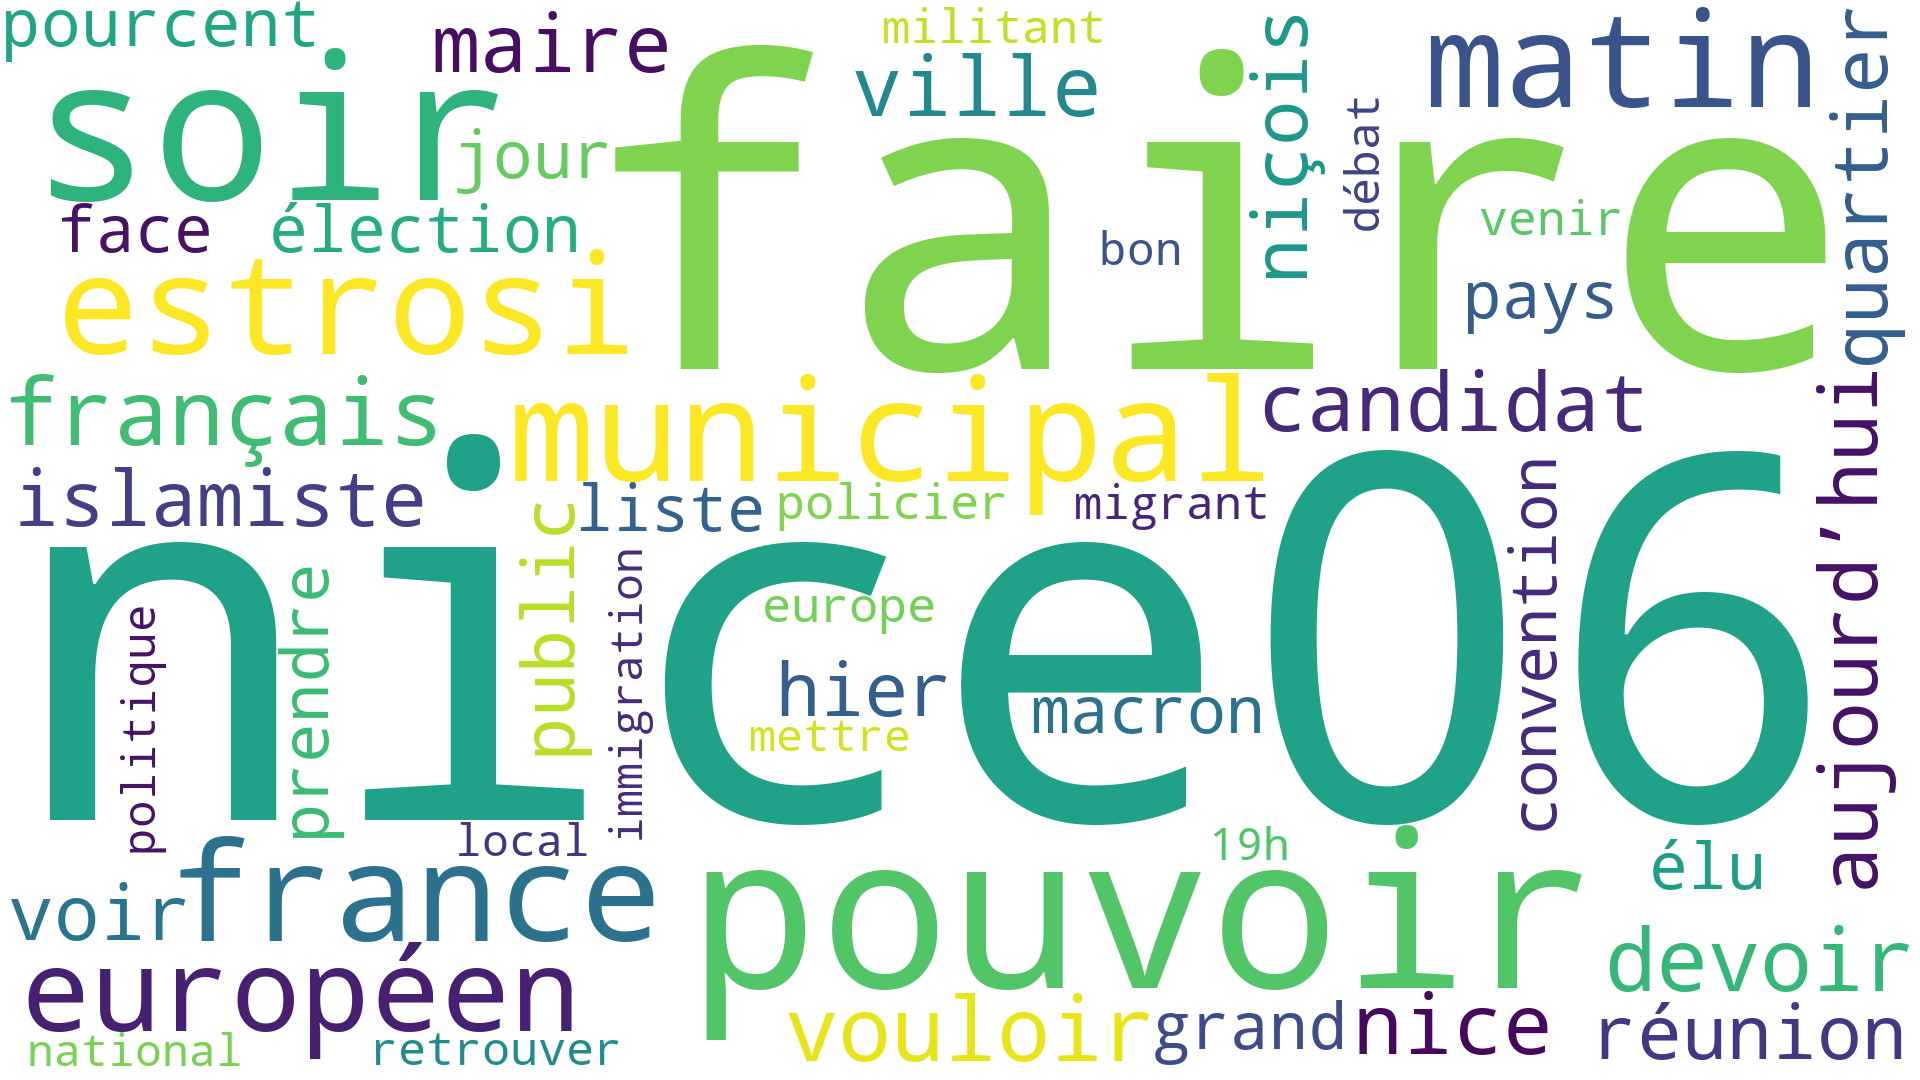 pourcent
maire
militant
ville
niçois
matin
quartier
soir
jour
faire
débat
venir
face
élection
bon
pays
estrosi
français
municipal
candidat
aujourd’hui
islamiste
liste
policier
migrant
public
convention
nice06
prendre
politique
immigration
europe
hier
macron
mettre
local
19h
france
pouvoir
élu
voir
devoir
européen
vouloir
grand
nice
réunion
national
retrouver